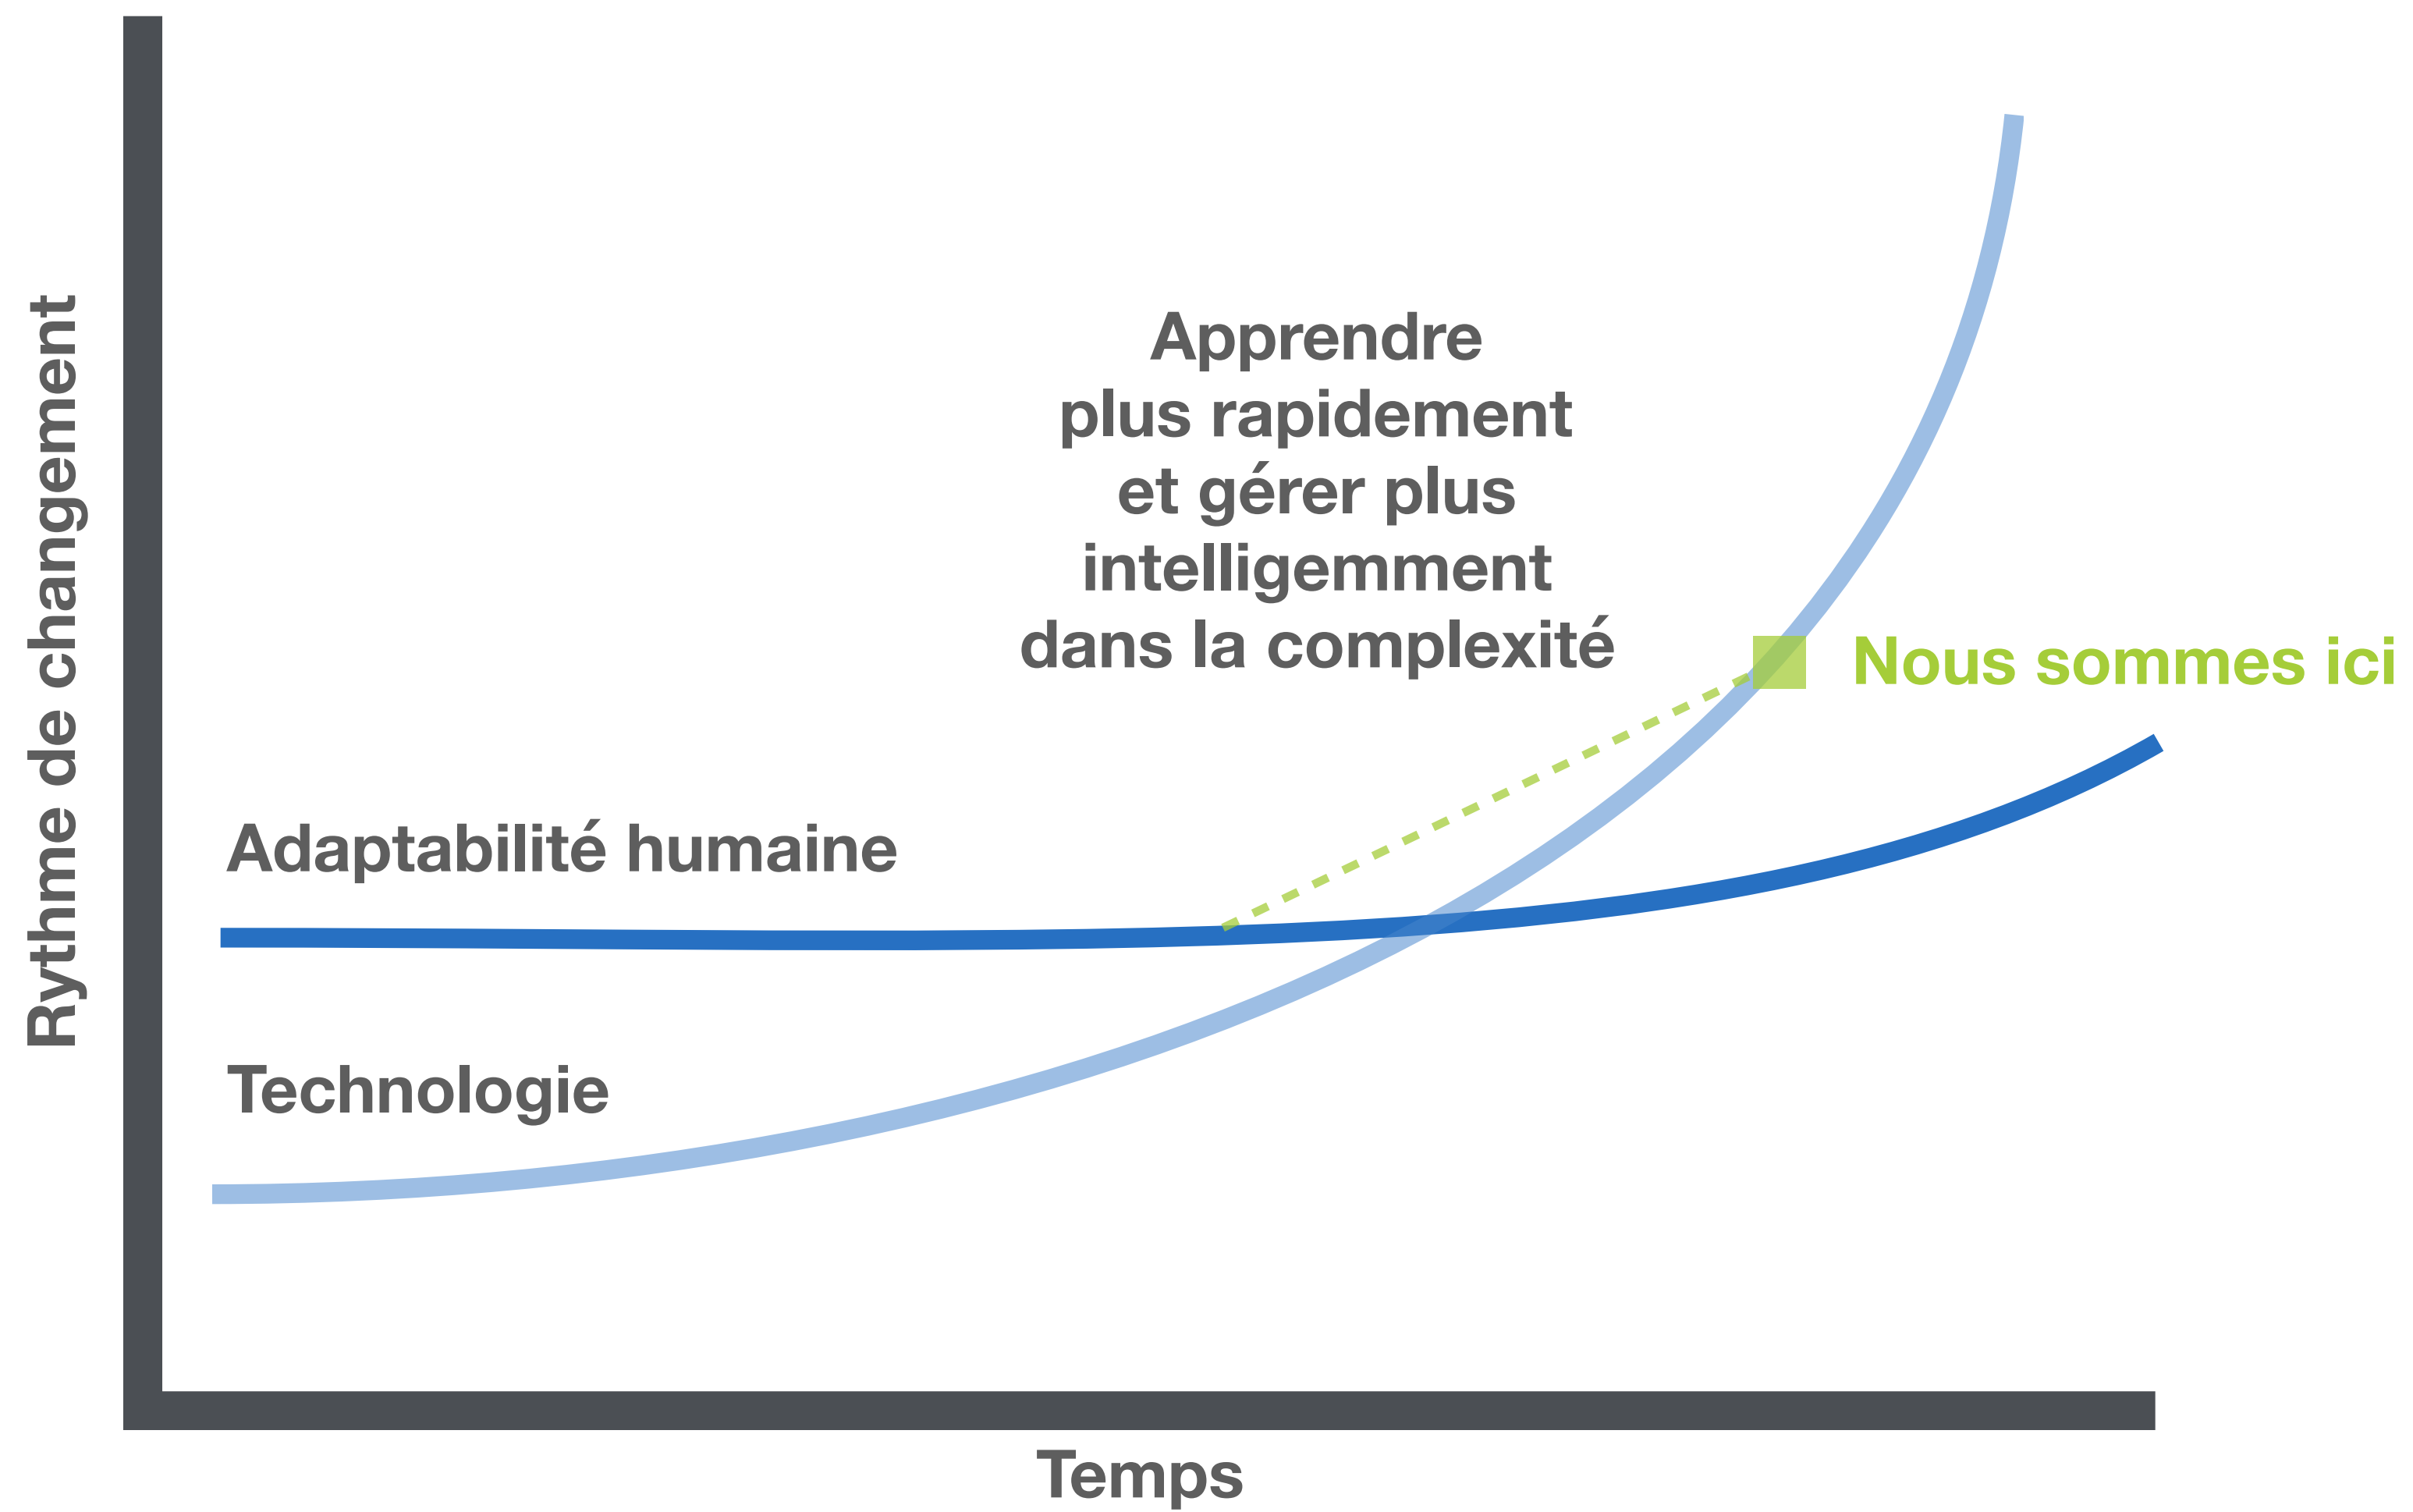 Rythme de changement
Apprendre
plus rapidement
et gérer plus
intelligemment
dans la complexité
Nous sommes ici
Adaptabilité humaine
Technologie
Temps